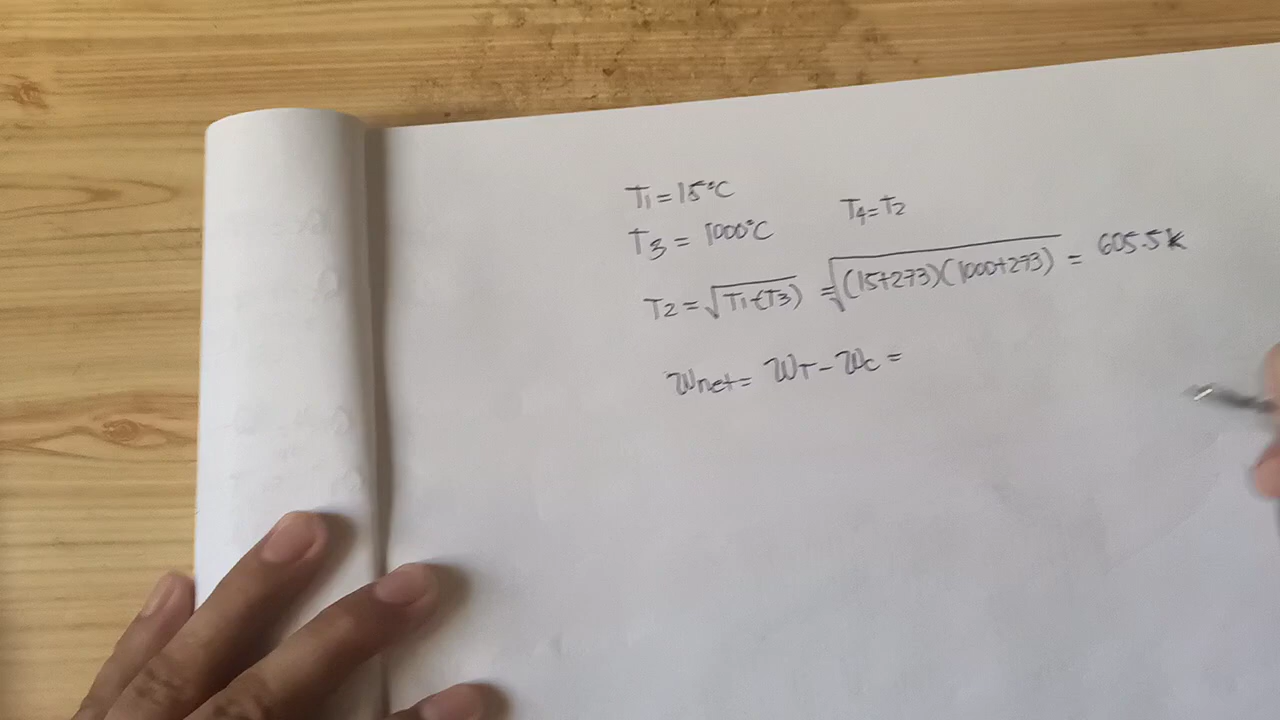 T1 = 15°C
T3 = 1000°C
T4 = T2
T2 = √T1(T3) = √(15+273)(1000+273) = 605.5K
Wnet = WT - WC =